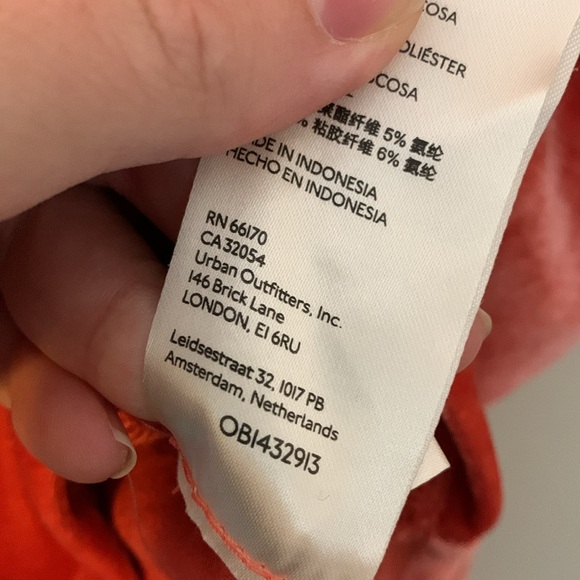 COSA
OLIÉSTER
COSA
聚酯纤维 5% 氨纶
% 粘胶纤维 6% 氨纶
DE IN INDONESIA
HECHO EN INDONESIA
RN 66170
CA 32054
Urban Outfitters, Inc.
146 Brick Lane
LONDON, E1 6RU
Leidsestraat 32, 1017 PB
Amsterdam, Netherlands
OB1432913